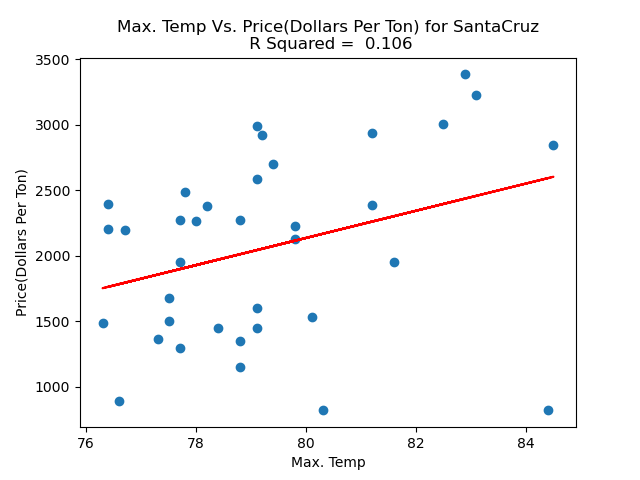 Max. Temp Vs. Price(Dollars Per Ton) for SantaCruz
R Squared =  0.106
Price(Dollars Per Ton)
3500
3000
2500
2000
1500
1000
76
78
80
82
84
Max. Temp